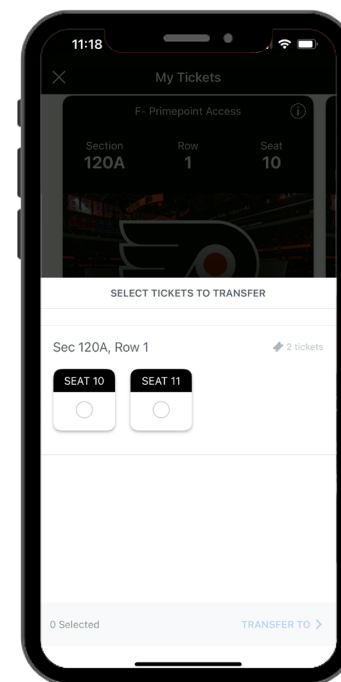 11:18
My Tickets
F- Primepoint Access
Section Row Seat
120A 1 10
SELECT TICKETS TO TRANSFER
Sec 120A, Row 1 2 tickets
SEAT 10 SEAT 11
0 Selected TRANSFER TO